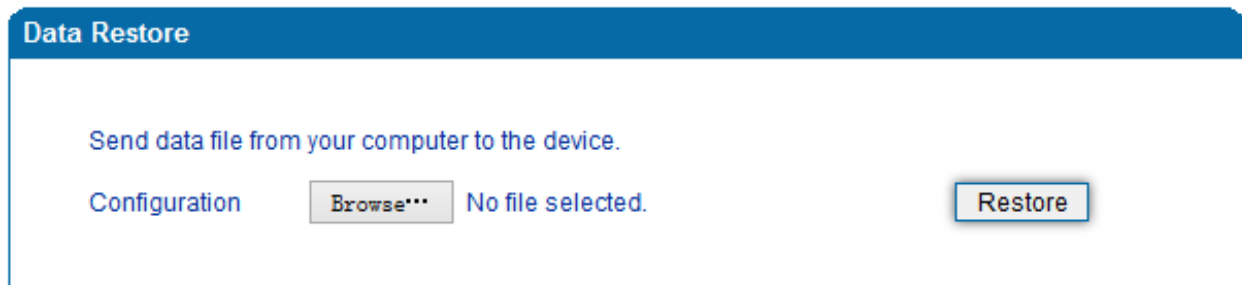 Data Restore
Send data file from your computer to the device.
Configuration Browse··· No file selected. Restore